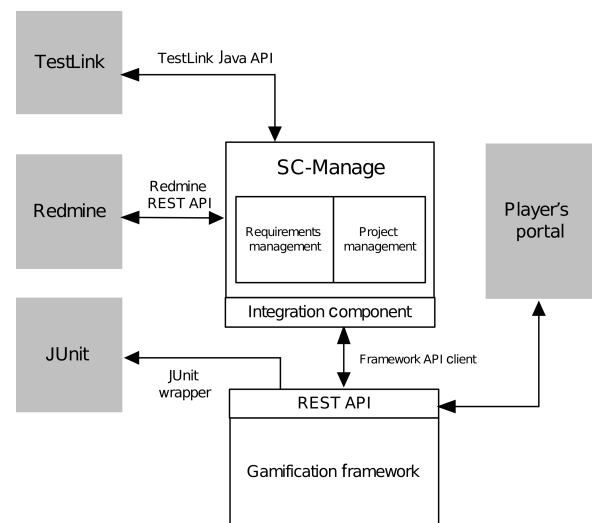 TestLink
TestLink Java API
SC-Manage
Redmine
Redmine
REST API
Requirements
management
Project
management
Player's
portal
Integration component
JUnit
JUnit
wrapper
Framework API client
REST API
Gamification framework